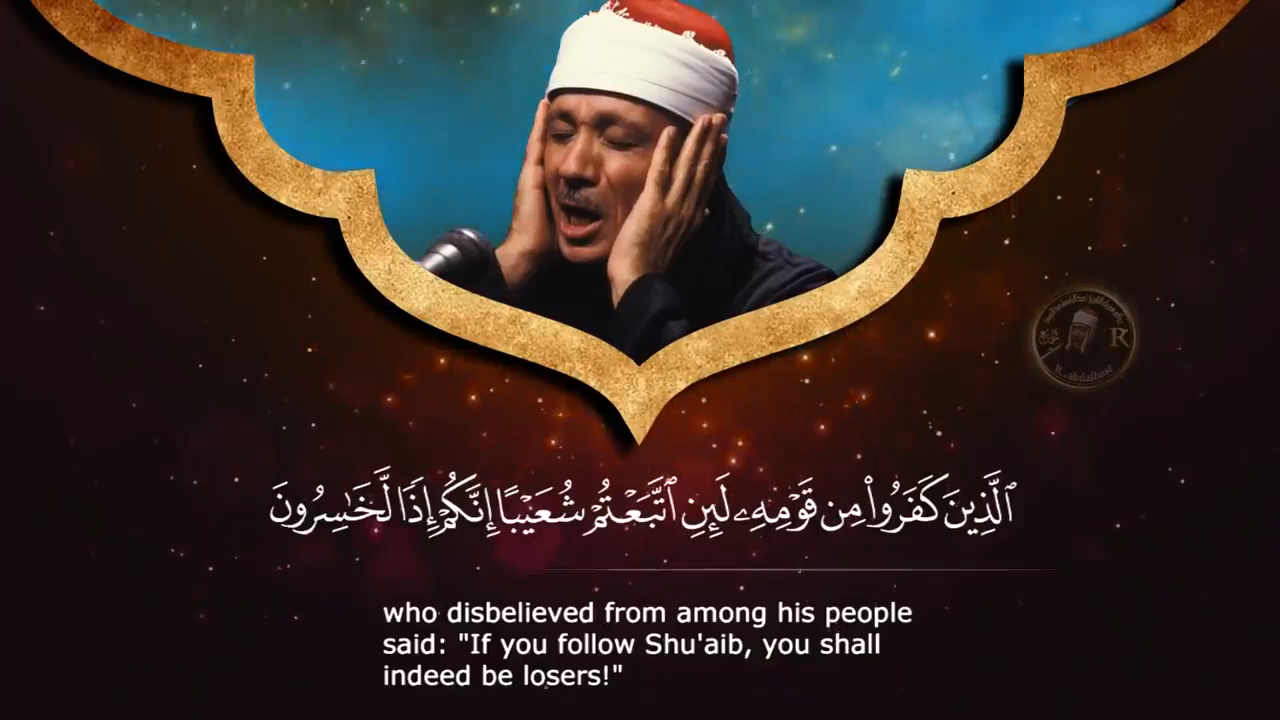 ٱلَّذِينَ كَفَرُوا۟ مِن قَوْمِهِۦ لَئِنِ ٱتَّبَعْتُمْ شُعَيْبًا إِنَّكُمْ إِذًا لَّخَـٰسِرُونَ
who disbelieved from among his people
said: "If you follow Shu'aib, you shall
indeed be losers!"
R
R . abdalbast